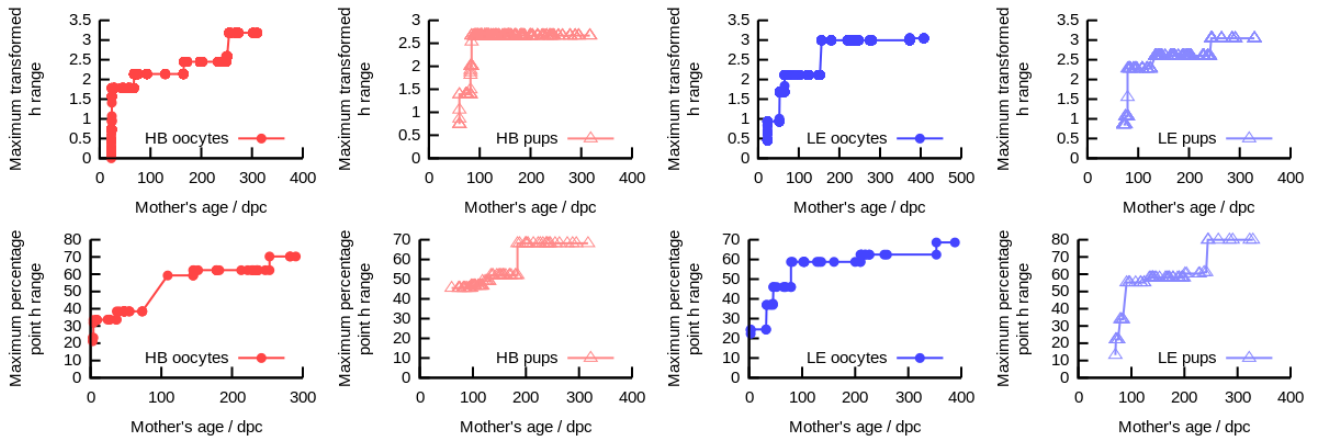 Maximum transformed
h range
3.5
3
2.5
2
1.5
1
0.5
0
HB oocytes
0 100 200 300 400
Mother's age / dpc
Maximum transformed
h range
3
2.5
2
1.5
1
0.5
0
HB pups
0 100 200 300 400
Mother's age / dpc
Maximum transformed
h range
3.5
3
2.5
2
1.5
1
0.5
0
LE oocytes
0 100 200 300 400 500
Mother's age / dpc
Maximum transformed
h range
3.5
3
2.5
2
1.5
1
0.5
0
LE pups
0 100 200 300 400
Mother's age / dpc
Maximum percentage
point h range
80
70
60
50
40
30
20
10
0
HB oocytes
0 100 200 300
Mother's age / dpc
Maximum percentage
point h range
70
60
50
40
30
20
10
0
HB pups
0 100 200 300 400
Mother's age / dpc
Maximum percentage
point h range
70
60
50
40
30
20
10
0
LE oocytes
0 100 200 300 400
Mother's age / dpc
Maximum percentage
point h range
80
70
60
50
40
30
20
10
0
LE pups
0 100 200 300 400
Mother's age / dpc